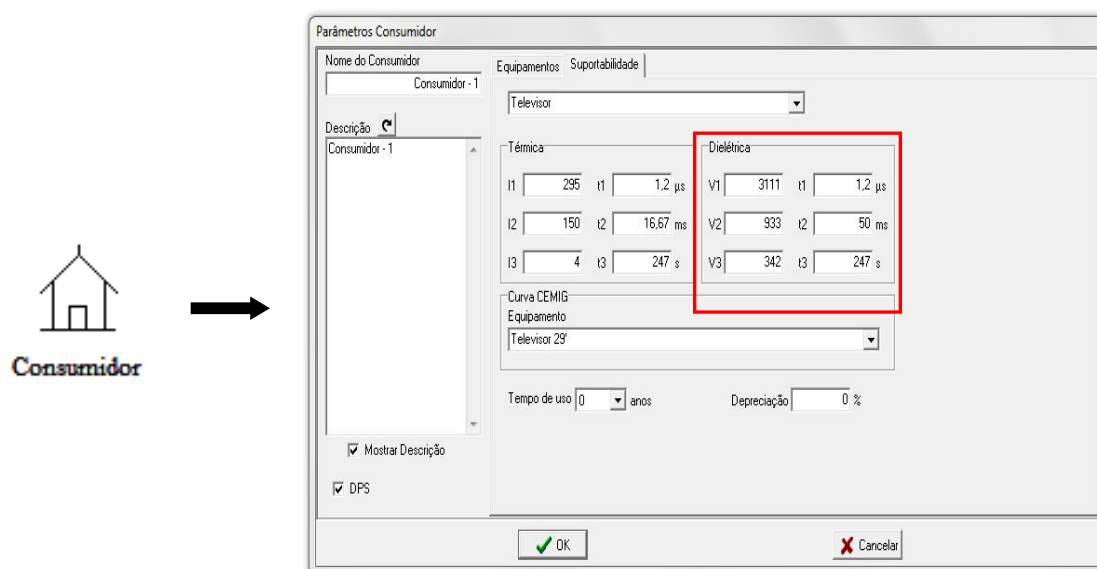 Parâmetros Consumidor
Nome do Consumidor
Consumidor - 1
Descrição
Consumidor - 1
Mostrar Descrição
DPS
Equipamentos Suportabilidade
Televisor
Térmica
I1 295 t1 1,2 µs
I2 150 t2 16,67 ms
I3 4 t3 247 s
Dielétrica
V1 3111 t1 1,2 µs
V2 933 t2 50 ms
V3 342 t3 247 s
Curva CEMIG
Equipamento
Televisor 29'
Tempo de uso 0 anos Depreciação 0 %
OK Cancelar
Consumidor